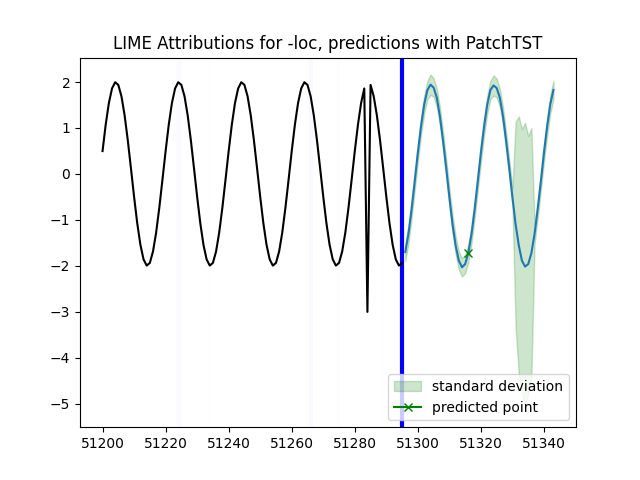 LIME Attributions for -loc, predictions with PatchTST
2
1
0
−1
−2
−3
−4
−5
standard deviation
predicted point
51200 51220 51240 51260 51280 51300 51320 51340